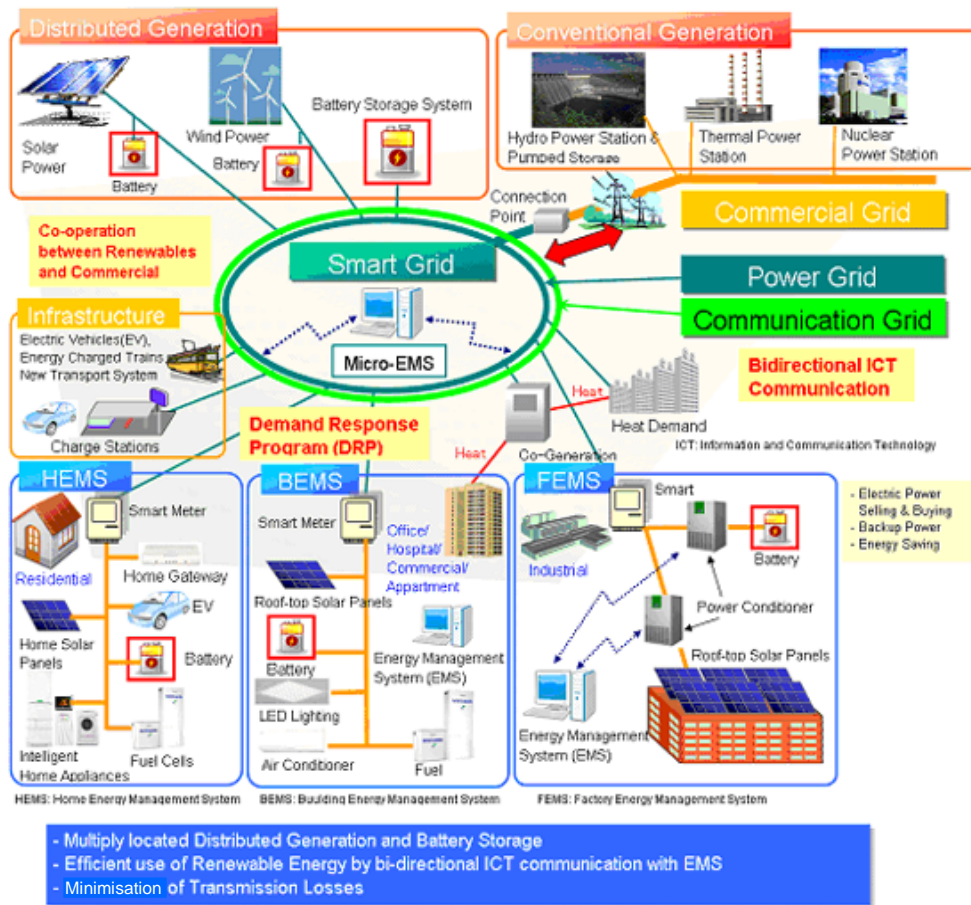 Distributed Generation
Solar
Power
Battery
Wind Power
Battery
Battery Storage System
Conventional Generation
Hydro Power Station &
Pumped Storage
Thermal Power
Station
Nuclear
Power Station
Connection
Point
Commercial Grid
Co-operation
between Renewables
and Commercial
Smart Grid
Power Grid
Communication Grid
Micro-EMS
Infrastructure
Electric Vehicles(EV),
Energy Charged Trains
New Transport System
Charge Stations
Bidirectional ICT
Communication
Demand Response
Program (DRP)
Heat
Heat
Heat Demand
Co-Generation
ICT: Information and Communication Technology
HEMS
Smart Meter
Residential
Home Gateway
EV
Home Solar
Panels
Battery
Intelligent
Home Appliances
Fuel Cells
HEMS: Home Energy Management System
BEMS
Smart Meter
Office/
Hospital/
Commercial/
Appartment
Roof-top Solar Panels
Battery
Energy Management
System (EMS)
LED Lighting
Air Conditioner
Fuel
BEMS: Buulding Energy Management System
FEMS
Smart
Industrial
Battery
Power Conditioner
Roof-top Solar Panels
Energy Management
System (EMS)
FEMS: Factory Energy Management System
- Electric Power
Selling & Buying
- Backup Power
- Energy Saving
- Multiply located Distributed Generation and Battery Storage
- Efficient use of Renewable Energy by bi-directional ICT communication with EMS
- Minimisation of Transmission Losses